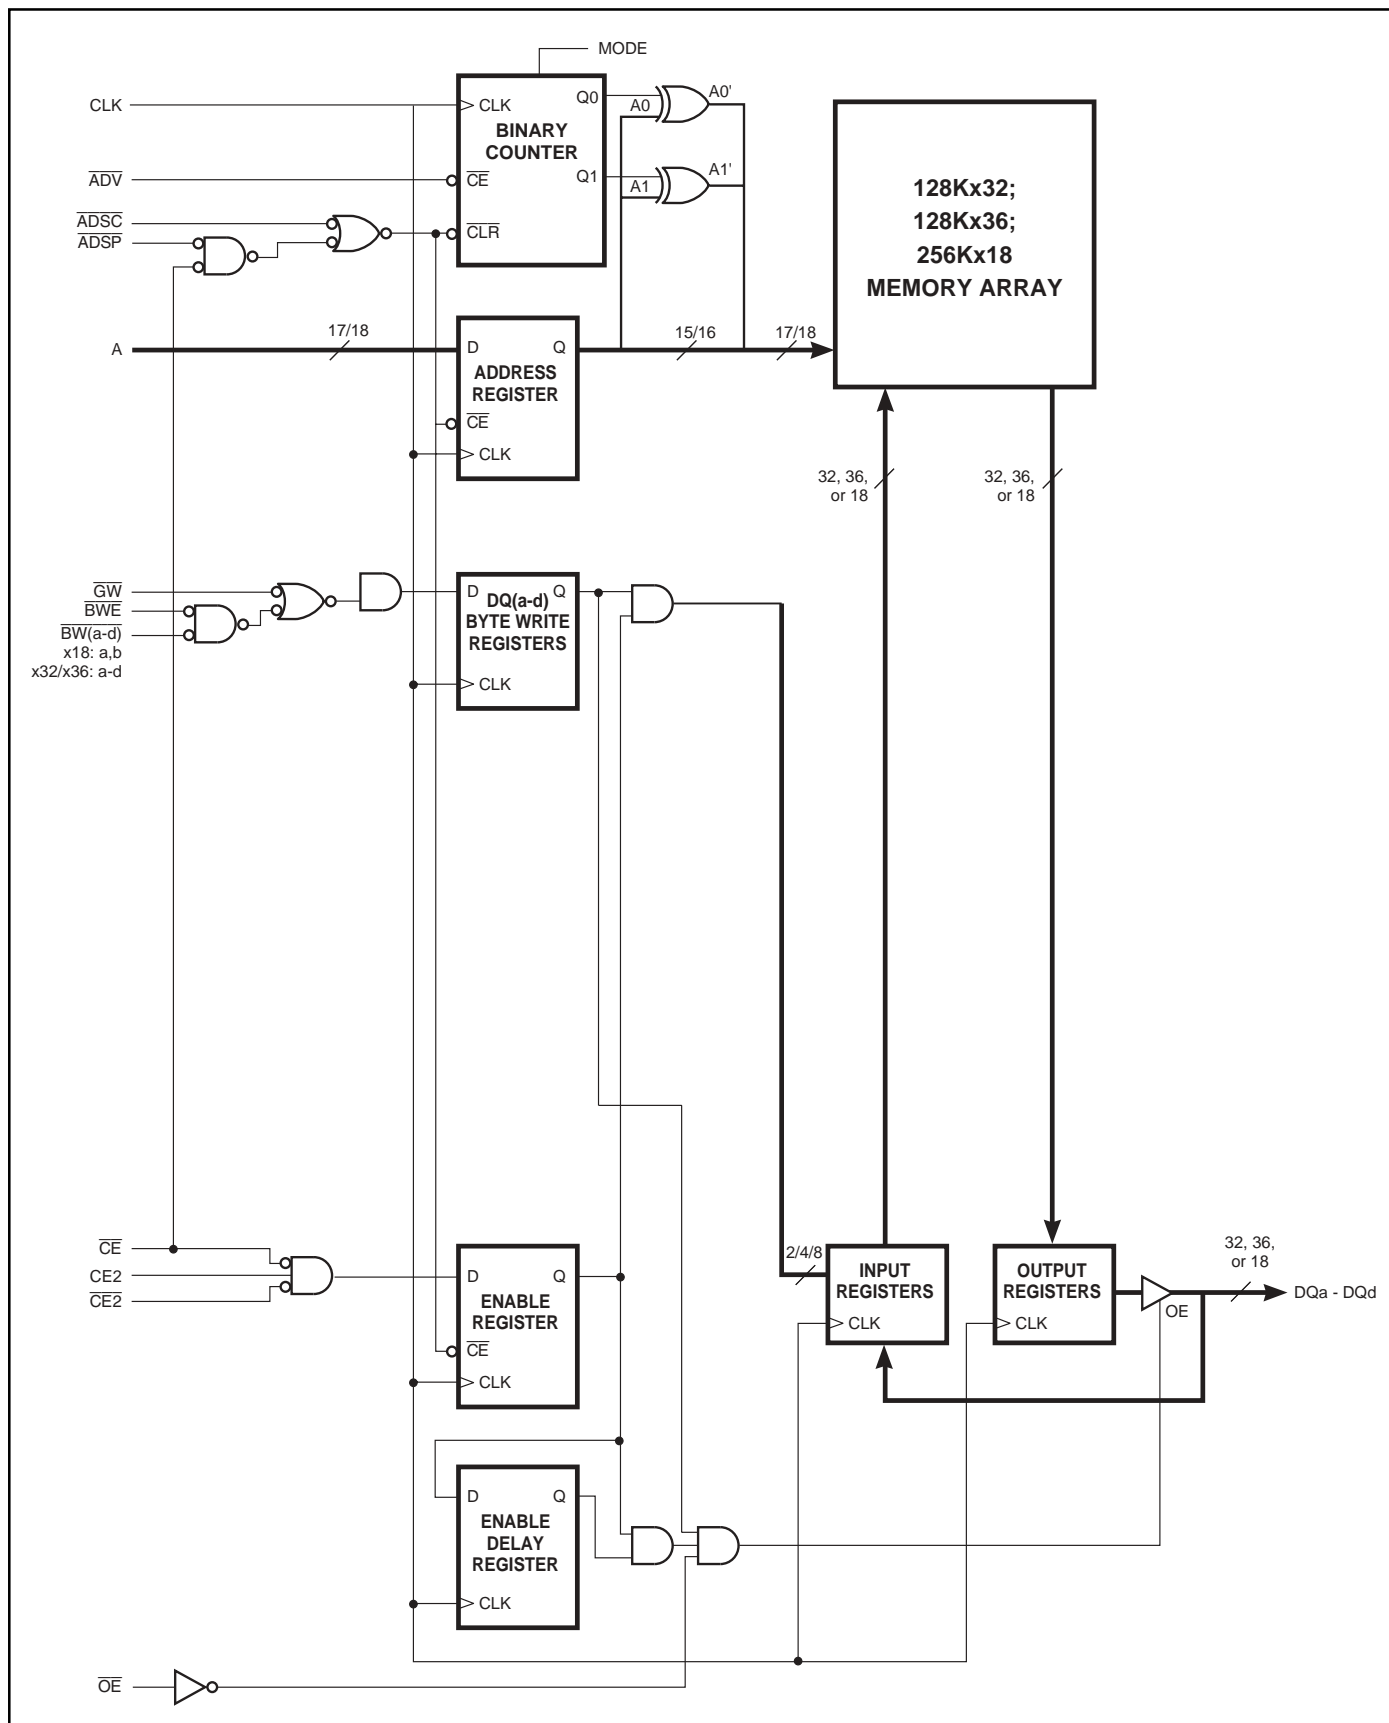 MODE
CLK
CLK
Q0
A0
A0'
BINARY
COUNTER
ADV
CE
Q1
A1
A1'
ADSC
ADSP
CLR
128Kx32;
128Kx36;
256Kx18
MEMORY ARRAY
A
17/18
D
Q
15/16
17/18
ADDRESS
REGISTER
CE
CLK
32, 36,
or 18
32, 36,
or 18
GW
BWE
BW(a-d)
x18: a,b
x32/x36: a-d
D
Q
DQ(a-d)
BYTE WRITE
REGISTERS
CLK
CE
CE2
CE2
D
Q
ENABLE
REGISTER
CE
CLK
2/4/8
INPUT
REGISTERS
CLK
OUTPUT
REGISTERS
CLK
OE
32, 36,
or 18
DQa - DQd
D
Q
ENABLE
DELAY
REGISTER
CLK
OE